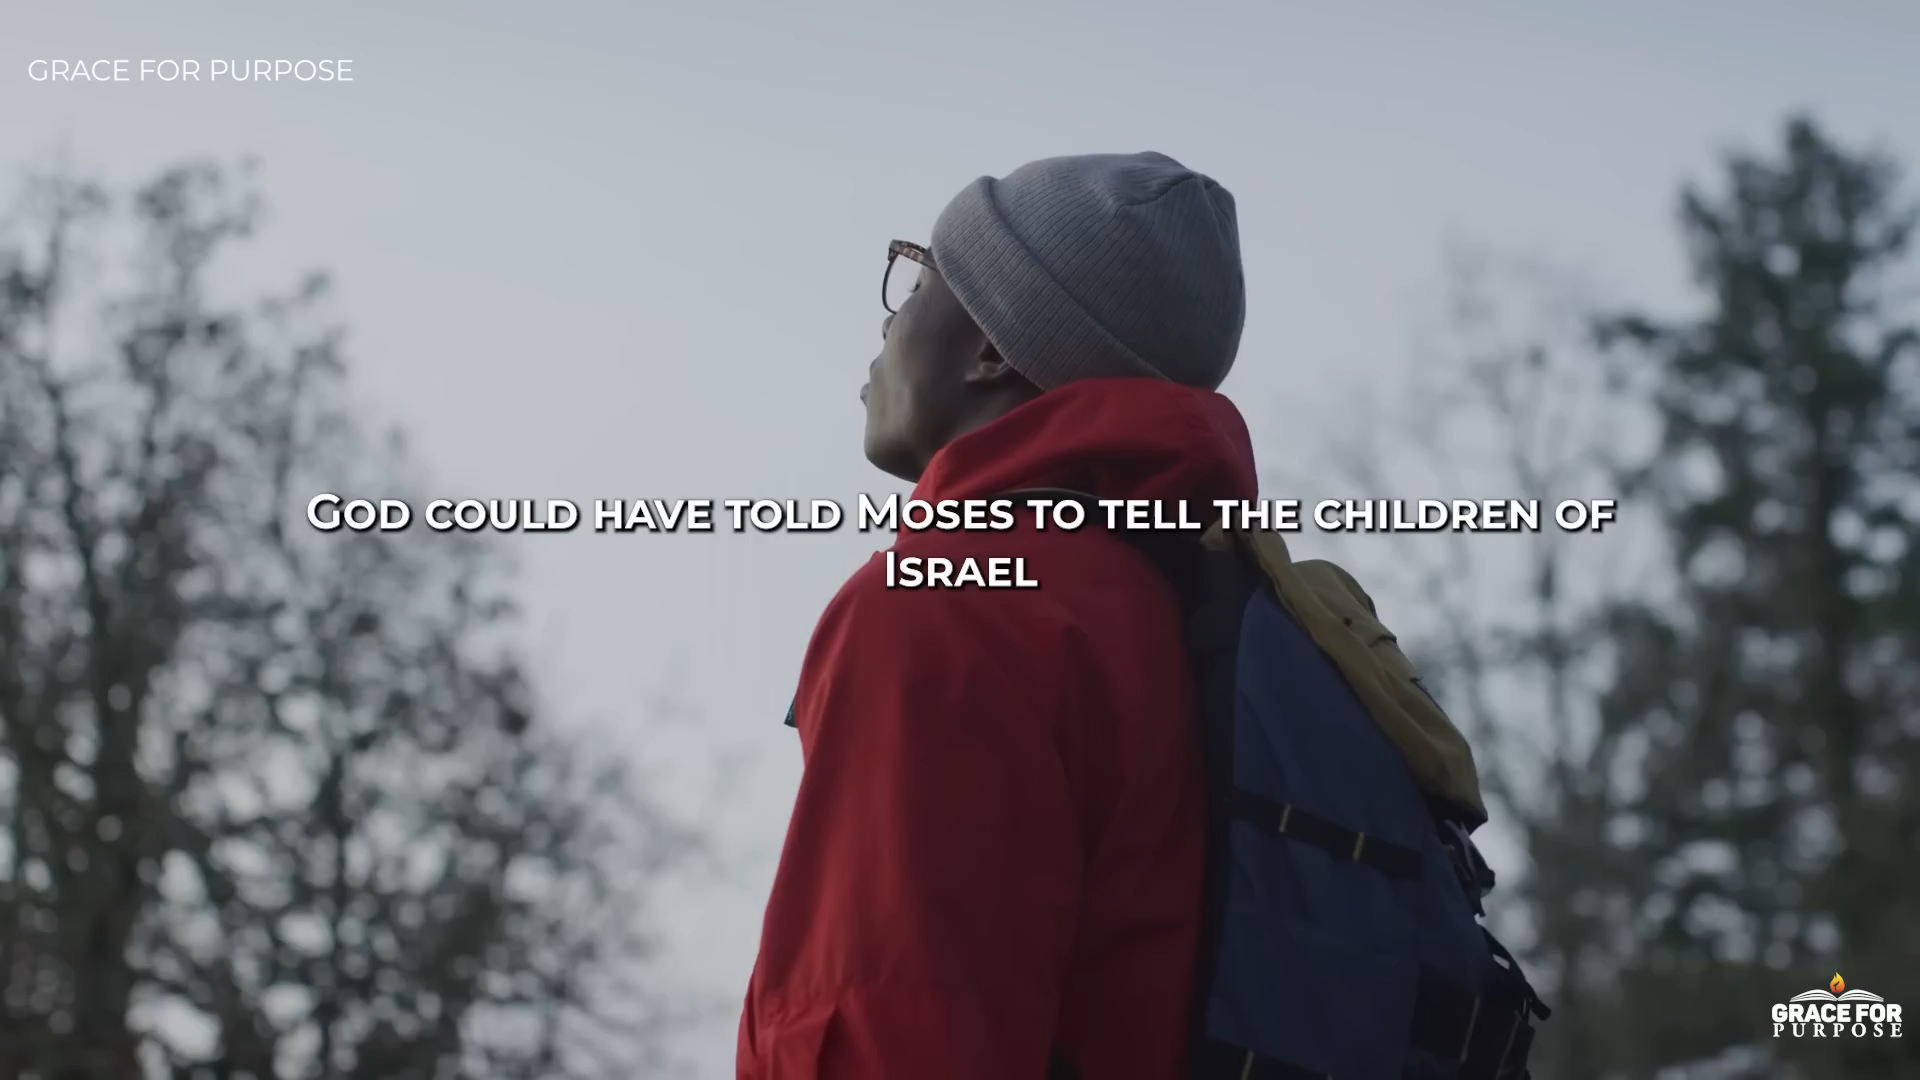 GRACE FOR PURPOSE
God could have told Moses to tell the children of
Israel
GRACE FOR
PURPOSE